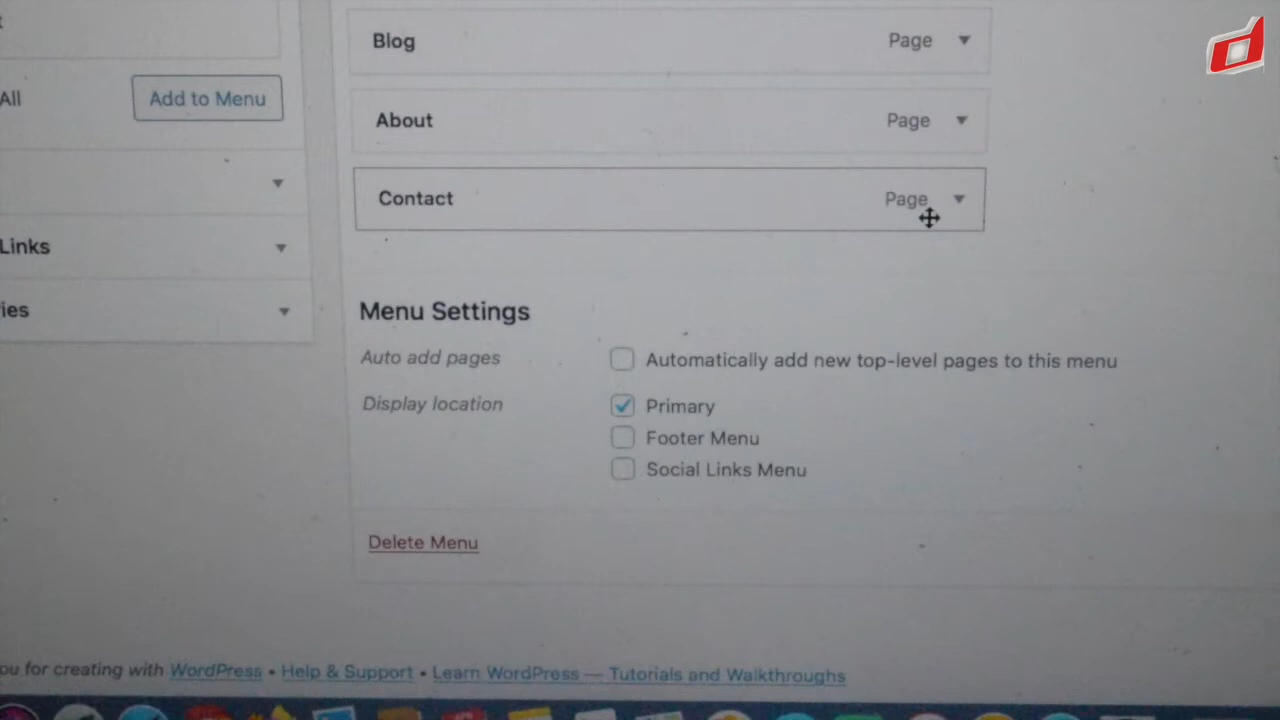 Blog Page
All Add to Menu
About Page
Contact Page
Links
Menu Settings
Auto add pages Automatically add new top-level pages to this menu
Display location Primary
Footer Menu
Social Links Menu
Delete Menu
for creating with WordPress • Help & Support • Learn WordPress — Tutorials and Walkthroughs